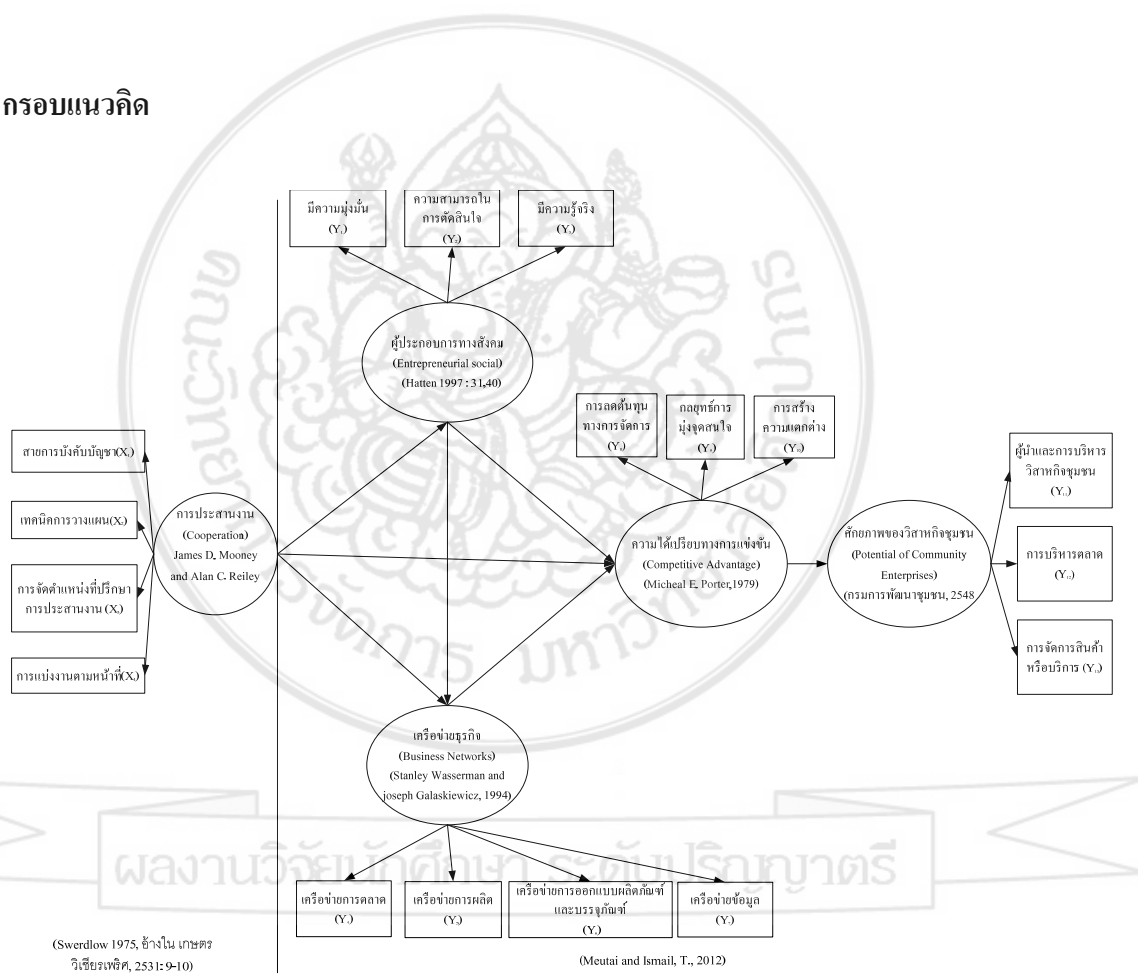 กรอบแนวคิด
มีความมุ่งมั่น
(Y₁)
ความสามารถใน
การตัดสินใจ
(Y₂)
มีความรู้จริง
(Y₃)
ผู้ประกอบการทางสังคม
(Entrepreneurial social)
(Hatten 1997 : 31,40)
การลดต้นทุน
ทางการจัดการ
กลยุทธ์การ
มุ่งจุดสนใจ
การสร้าง
ความแตกต่าง
(Y₁₀)
สายการบังคับบัญชา(X₁)
เทคนิคการวางแผน(X₂)
การจัดตำแหน่งที่ปรึกษา
การประสานงาน (X₃)
การแบ่งงานตามหน้าที่(X₄)
การประสานงาน
(Cooperation)
James D. Mooney
and Alan C. Reiley
ความได้เปรียบทางการแข่งขัน
(Competitive Advantage)
(Micheal E. Porter,1979)
ศักยภาพของวิสาหกิจชุมชน
(Potential of Community
Enterprises)
(กรมการพัฒนาชุมชน, 2548
ผู้นำและการบริหาร
วิสาหกิจชุมชน
(Y₁₁)
การบริหารตลาด
(Y₁₂)
การจัดการสินค้า
หรือบริการ (Y₁₃)
เครือข่ายธุรกิจ
(Business Networks)
(Stanley Wasserman and
joseph Galaskiewicz, 1994)
เครือข่ายการตลาด
เครือข่ายการผลิต
เครือข่ายการออกแบบผลิตภัณฑ์
และบรรจุภัณฑ์
เครือข่ายข้อมูล
(Swerdlow 1975, อ้างใน เกษตร
วิเชียรเพริศ, 2531: 9-10)
(Meutai and Ismail, T., 2012)
ผลงานวิจัยนักศึกษา ระดับปริญญาตรี